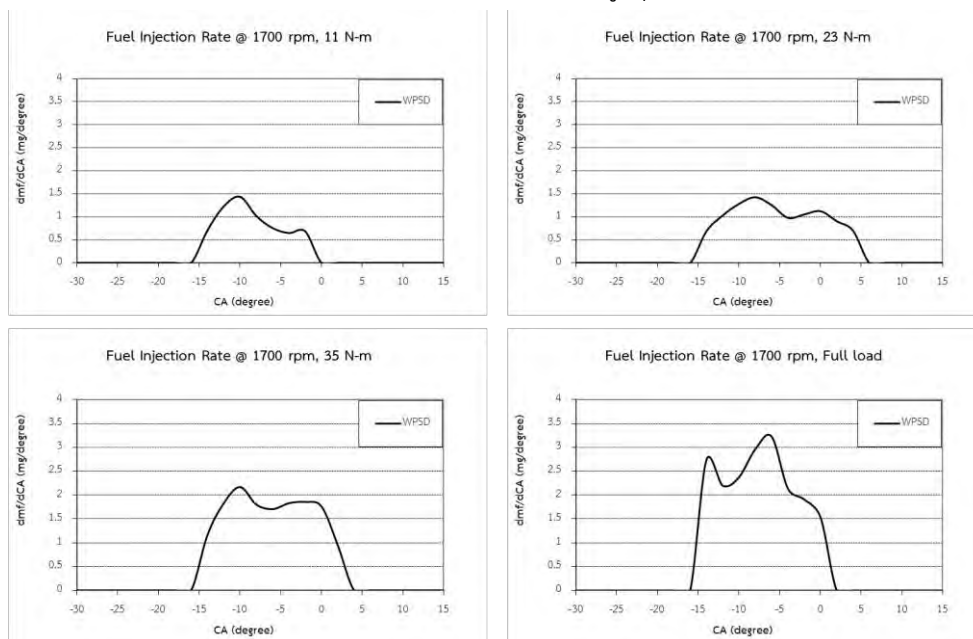 Fuel Injection Rate @ 1700 rpm, 11 N-m
dmf/dCA (mg/degree)
4
3.5
3
2.5
2
1.5
1
0.5
0
WPSD
-30 -25 -20 -15 -10 -5 0 5 10 15
CA (degree)
Fuel Injection Rate @ 1700 rpm, 23 N-m
dmf/dCA (mg/degree)
4
3.5
3
2.5
2
1.5
1
0.5
0
WPSD
-30 -25 -20 -15 -10 -5 0 5 10 15
CA (degree)
Fuel Injection Rate @ 1700 rpm, 35 N-m
dmf/dCA (mg/degree)
4
3.5
3
2.5
2
1.5
1
0.5
0
WPSD
-30 -25 -20 -15 -10 -5 0 5 10 15
CA (degree)
Fuel Injection Rate @ 1700 rpm, Full load
dmf/dCA (mg/degree)
4
3.5
3
2.5
2
1.5
1
0.5
0
WPSD
-30 -25 -20 -15 -10 -5 0 5 10 15
CA (degree)